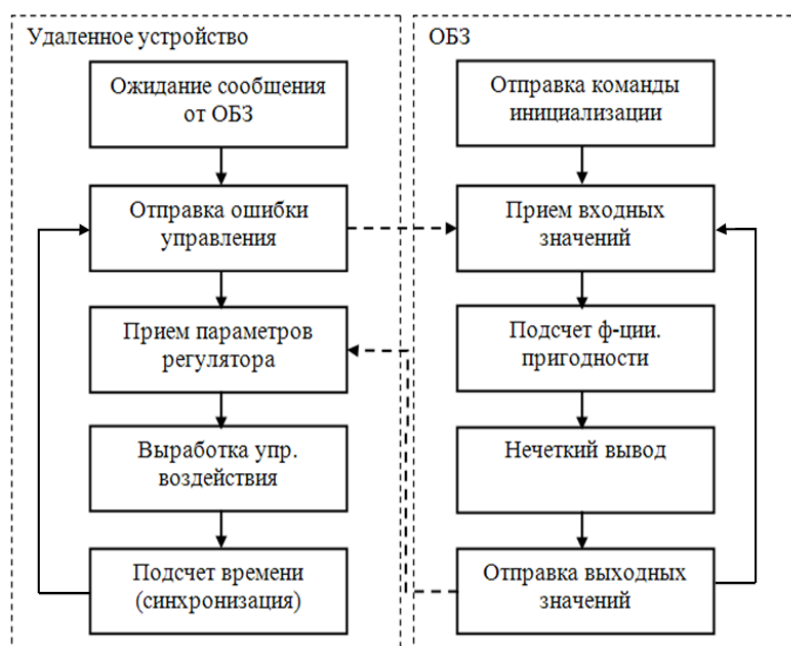 Удаленное устройство
Ожидание сообщения
от ОБЗ
Отправка ошибки
управления
Прием параметров
регулятора
Выработка упр.
воздействия
Подсчет времени
(синхронизация)
ОБЗ
Отправка команды
инициализации
Прием входных
значений
Подсчет ф-ции.
пригодности
Нечеткий вывод
Отправка выходных
значений